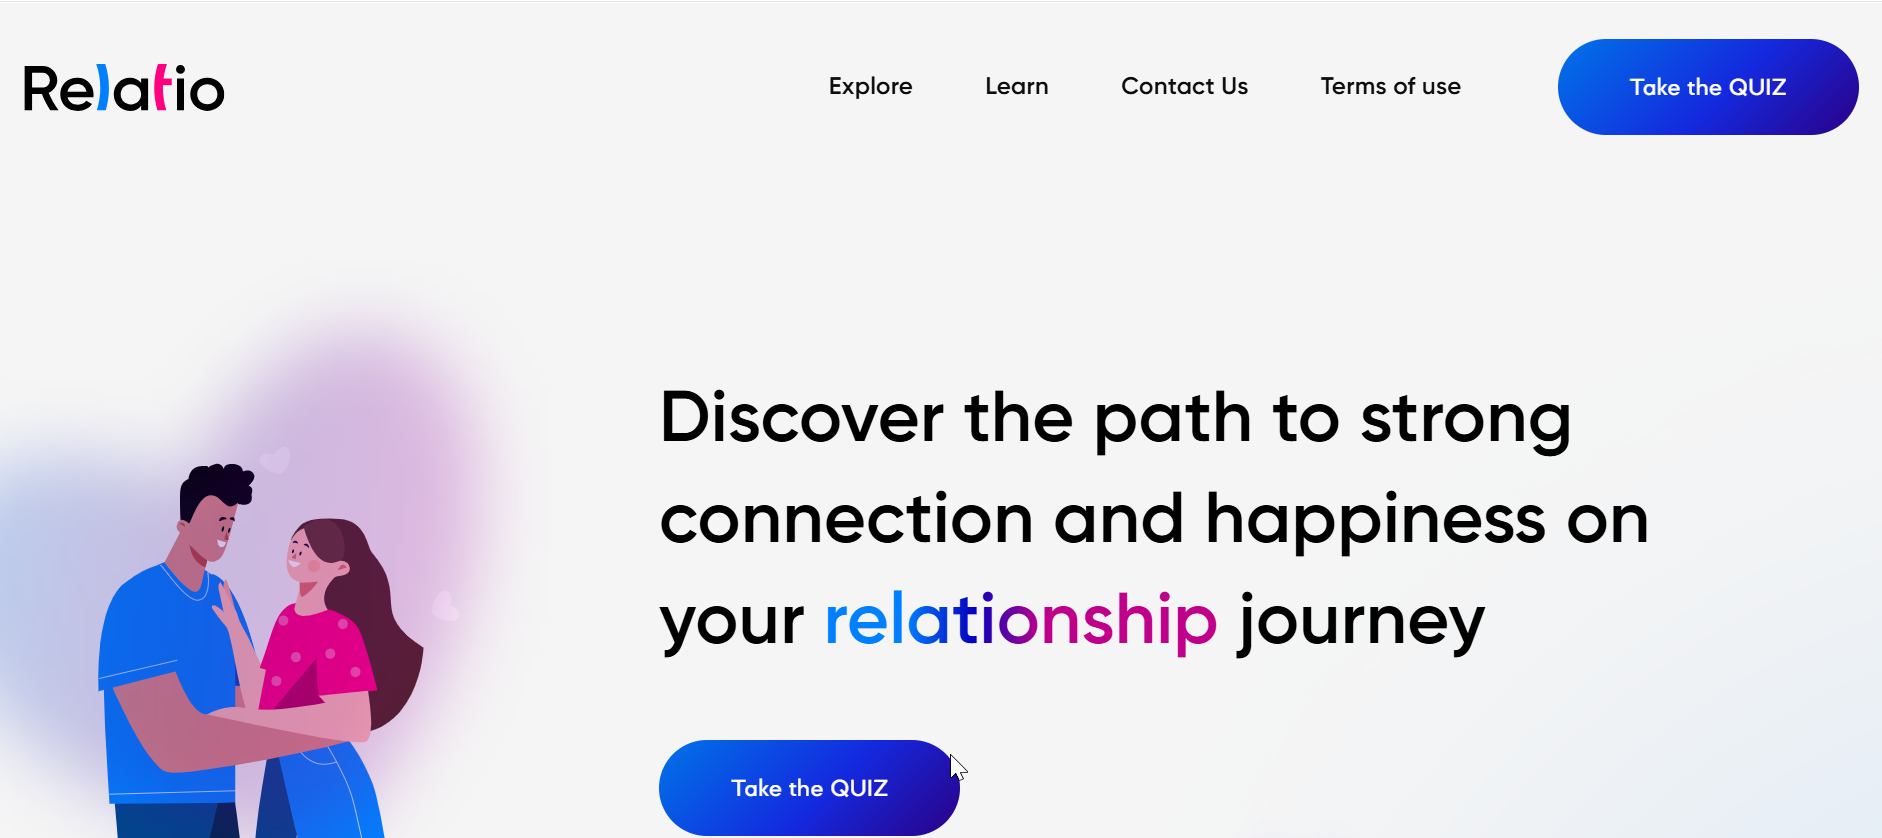 Relatio
Explore Learn Contact Us Terms of use Take the QUIZ
Discover the path to strong
connection and happiness on
your relationship journey
Take the QUIZ